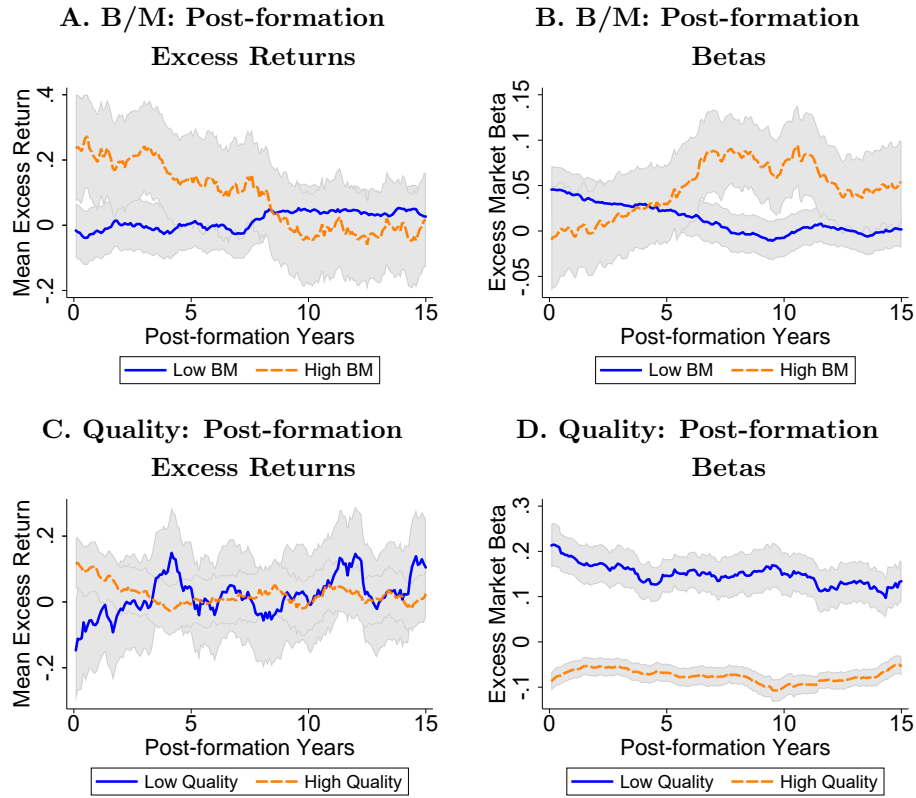 A. B/M: Post-formation
Excess Returns
Mean Excess Return
.4
.2
0
-.2
0
5
10
15
Post-formation Years
Low BM
High BM
B. B/M: Post-formation
Betas
Excess Market Beta
.15
.1
.05
0
-.05
0
5
10
15
Post-formation Years
Low BM
High BM
C. Quality: Post-formation
Excess Returns
Mean Excess Return
.2
0
-.2
0
5
10
15
Post-formation Years
Low Quality
High Quality
D. Quality: Post-formation
Betas
Excess Market Beta
.3
.2
.1
0
-.1
0
5
10
15
Post-formation Years
Low Quality
High Quality